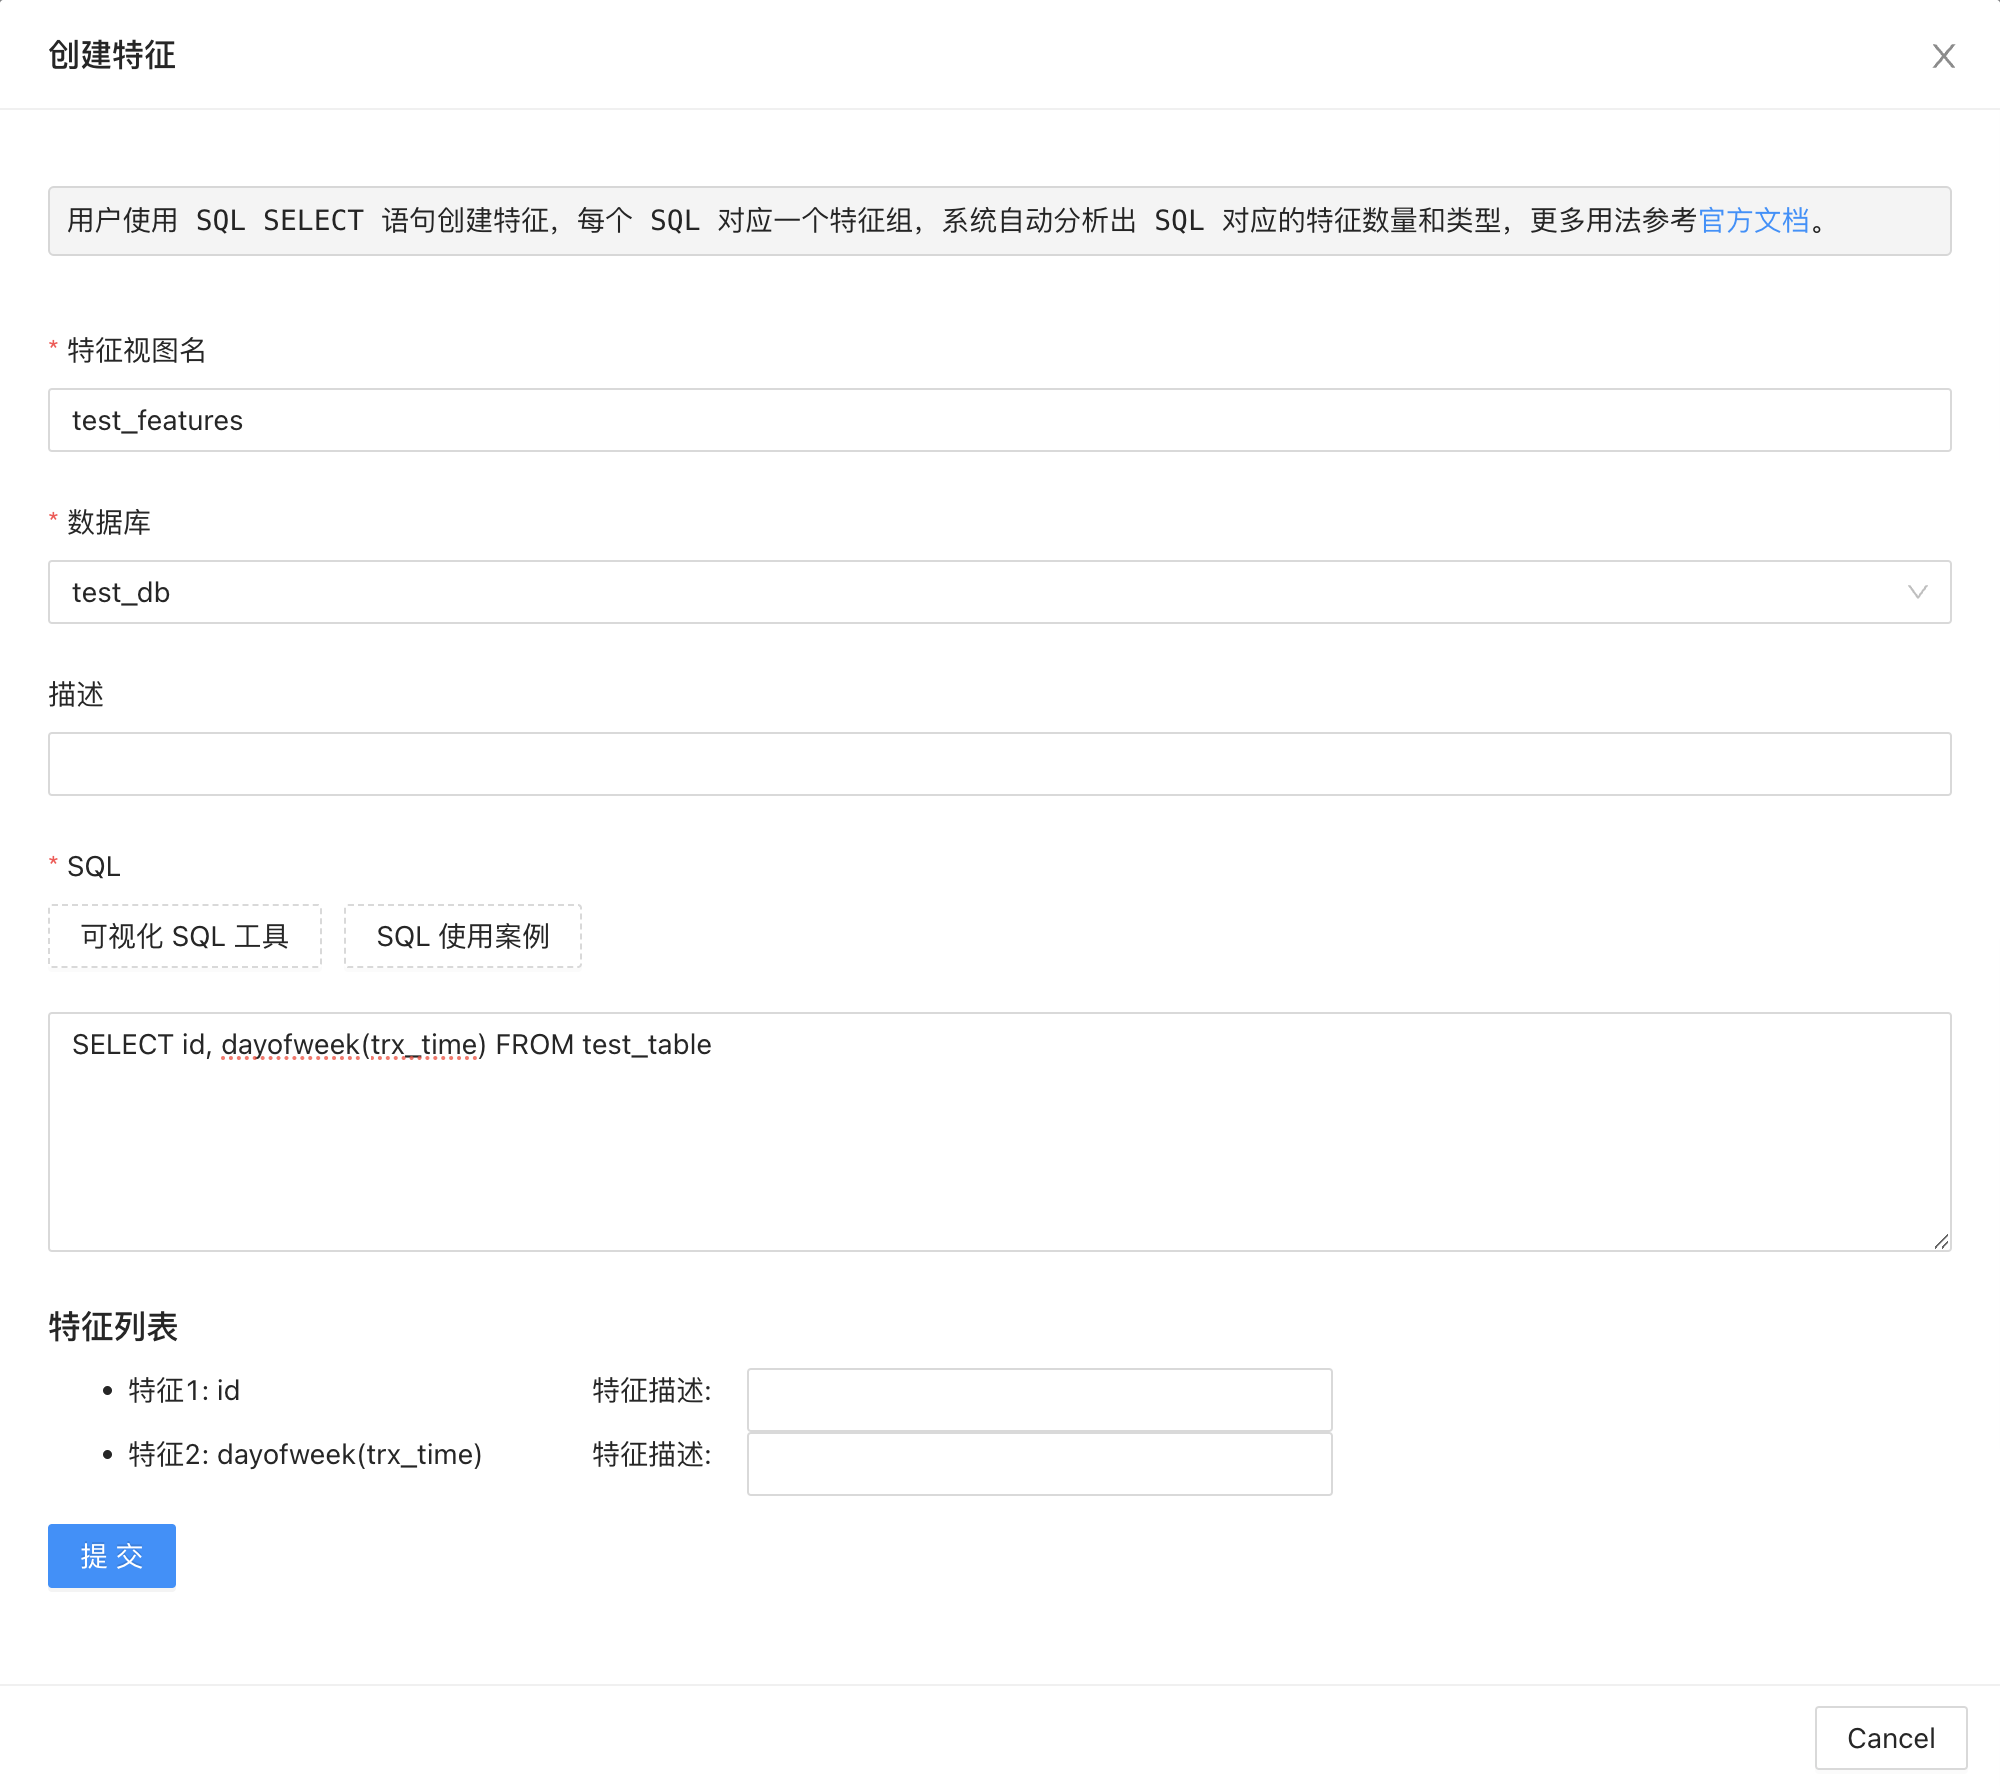 创建特征
用户使用 SQL SELECT 语句创建特征，每个 SQL 对应一个特征组，系统自动分析出 SQL 对应的特征数量和类型，更多用法参考官方文档。
* 特征视图名
test_features
* 数据库
test_db
描述
* SQL
可视化 SQL 工具 SQL 使用案例
SELECT id, dayofweek(trx_time) FROM test_table
特征列表
• 特征1: id 特征描述:
• 特征2: dayofweek(trx_time) 特征描述:
提 交
Cancel